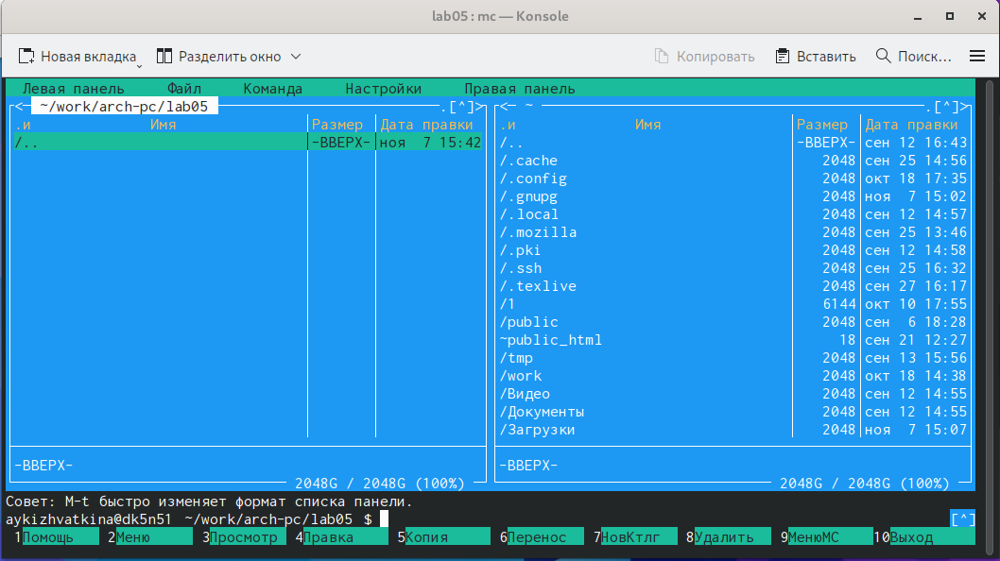 lab05 : mc — Konsole
Новая вкладка Разделить окно Копировать Вставить Поиск...
Левая панель Файл Команда Настройки Правая панель
<─ ~/work/arch-pc/lab05 .[^]> <─ ~ .[^]>
.и Имя Размер Дата правки .и Имя Размер Дата правки
/.. -ВВЕРХ- ноя 7 15:42 /.. -ВВЕРХ- сен 12 16:43
/.cache 2048 сен 25 14:56
/.config 2048 окт 18 17:35
/.gnupg 2048 ноя 7 15:02
/.local 2048 сен 12 14:57
/.mozilla 2048 сен 25 13:46
/.pki 2048 сен 12 14:58
/.ssh 2048 сен 25 16:32
/.texlive 2048 сен 27 16:17
/1 6144 окт 10 17:55
/public 2048 сен 6 18:28
~public_html 18 сен 21 12:27
/tmp 2048 сен 13 15:56
/work 2048 окт 18 14:38
/Видео 2048 сен 12 14:55
/Документы 2048 сен 12 14:55
/Загрузки 2048 ноя 7 15:07
-ВВЕРХ- -ВВЕРХ-
2048G / 2048G (100%) 2048G / 2048G (100%)
Совет: M-t быстро изменяет формат списка панели.
aykizhvatkina@dk5n51 ~/work/arch-pc/lab05 $ [^]
1Помощь 2Меню 3Просмотр 4Правка 5Копия 6Перенос 7НовКтлг 8Удалить 9МенюMC 10Выход